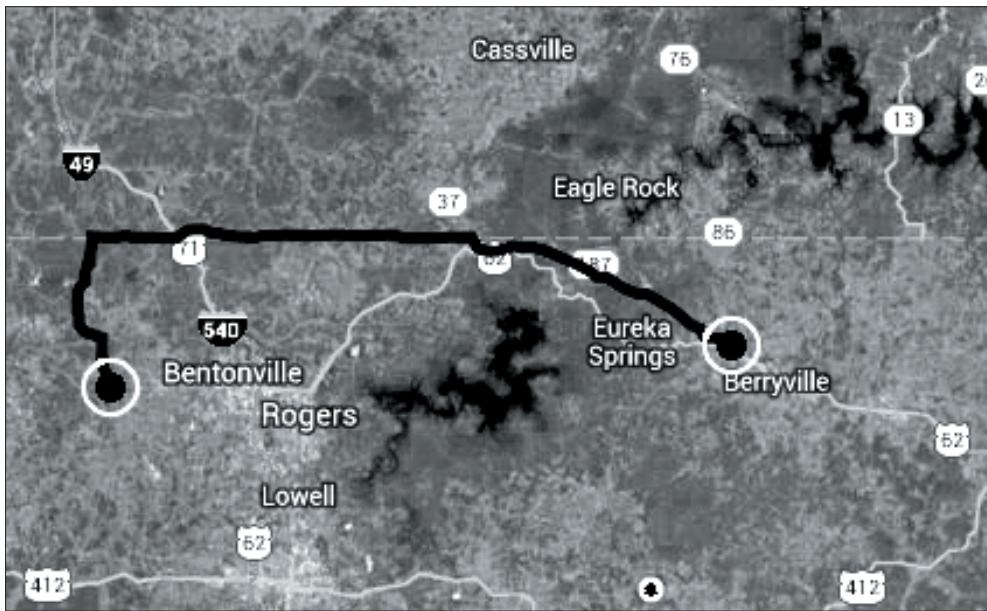 Cassville
76
13
49
Eagle Rock
37
86
71
62
187
540
Eureka
Springs
Bentonville
Berryville
Rogers
62
Lowell
62
412
412